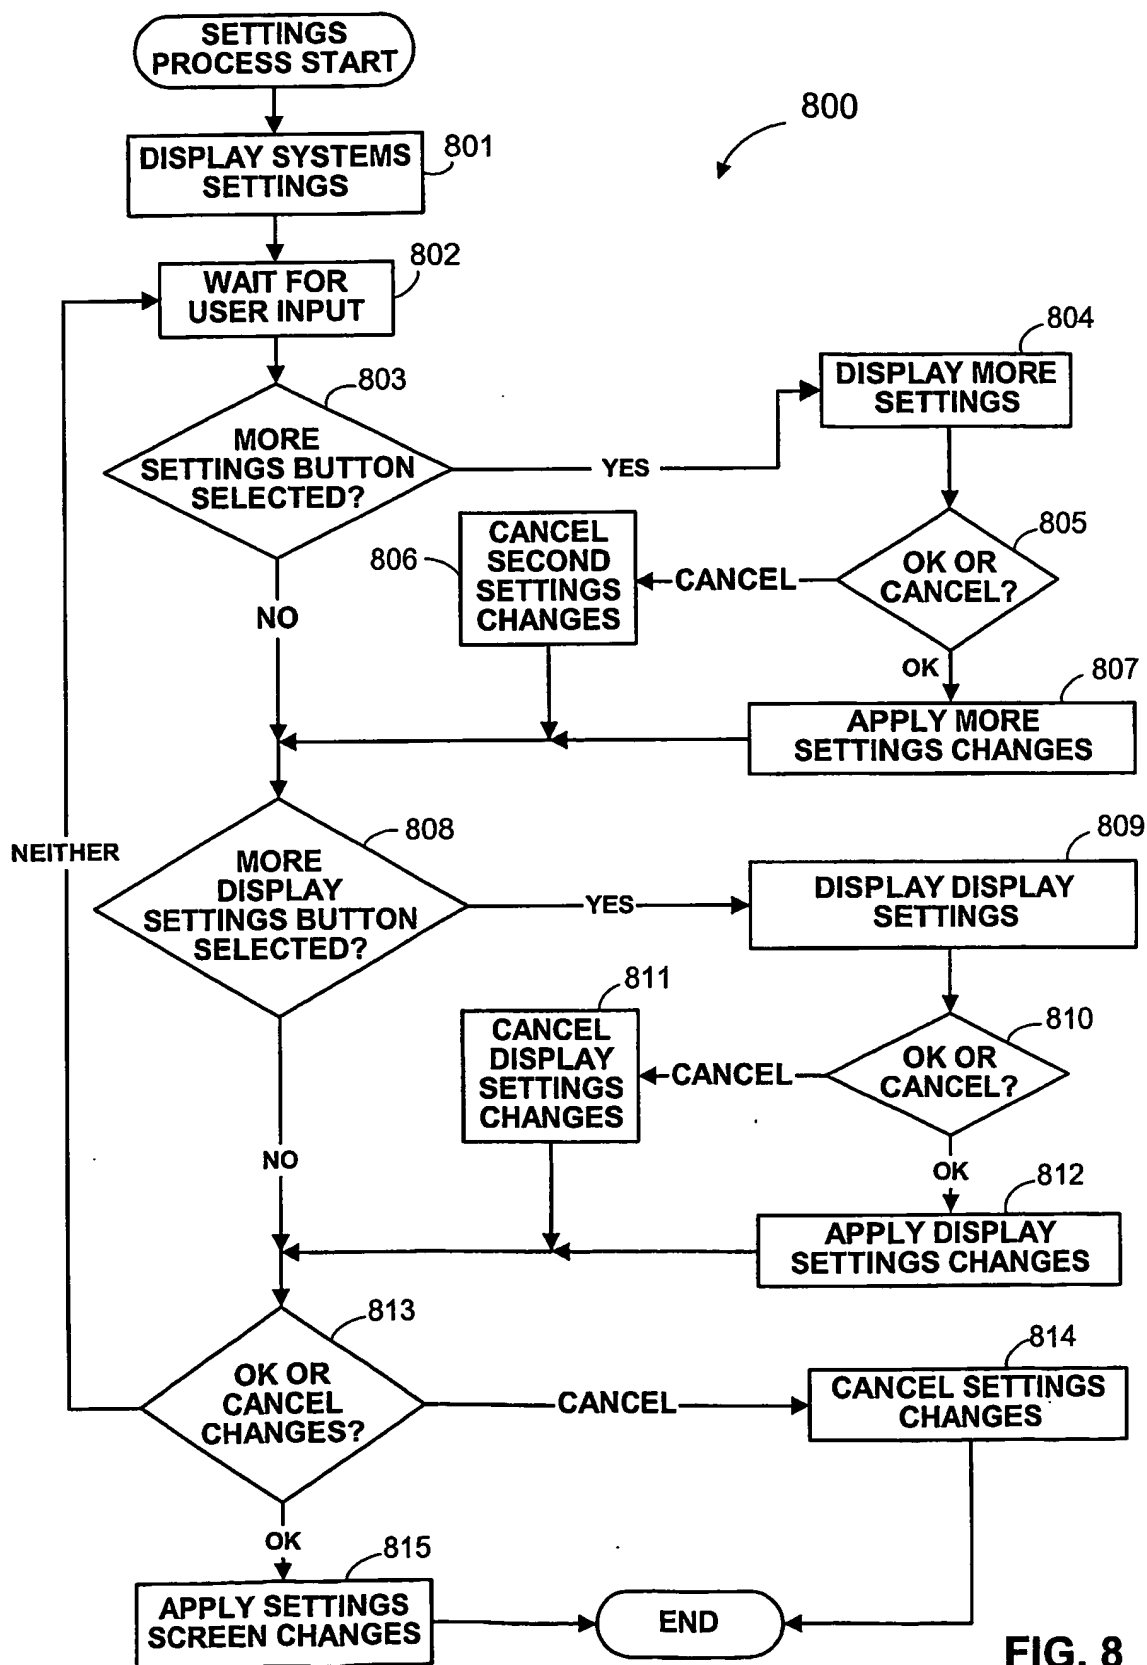 SETTINGS
PROCESS START
800
DISPLAY SYSTEMS
SETTINGS
801
WAIT FOR
USER INPUT
802
MORE
SETTINGS BUTTON
SELECTED?
803
YES
DISPLAY MORE
SETTINGS
804
OK OR
CANCEL?
805
CANCEL
CANCEL
SECOND
SETTINGS
CHANGES
806
OK
APPLY MORE
SETTINGS CHANGES
807
NO
NEITHER
MORE
DISPLAY
SETTINGS BUTTON
SELECTED?
808
YES
DISPLAY DISPLAY
SETTINGS
809
OK OR
CANCEL?
810
CANCEL
CANCEL
DISPLAY
SETTINGS
CHANGES
811
OK
APPLY DISPLAY
SETTINGS CHANGES
812
NO
OK OR
CANCEL
CHANGES?
813
CANCEL
CANCEL SETTINGS
CHANGES
814
OK
APPLY SETTINGS
SCREEN CHANGES
815
END
FIG. 8